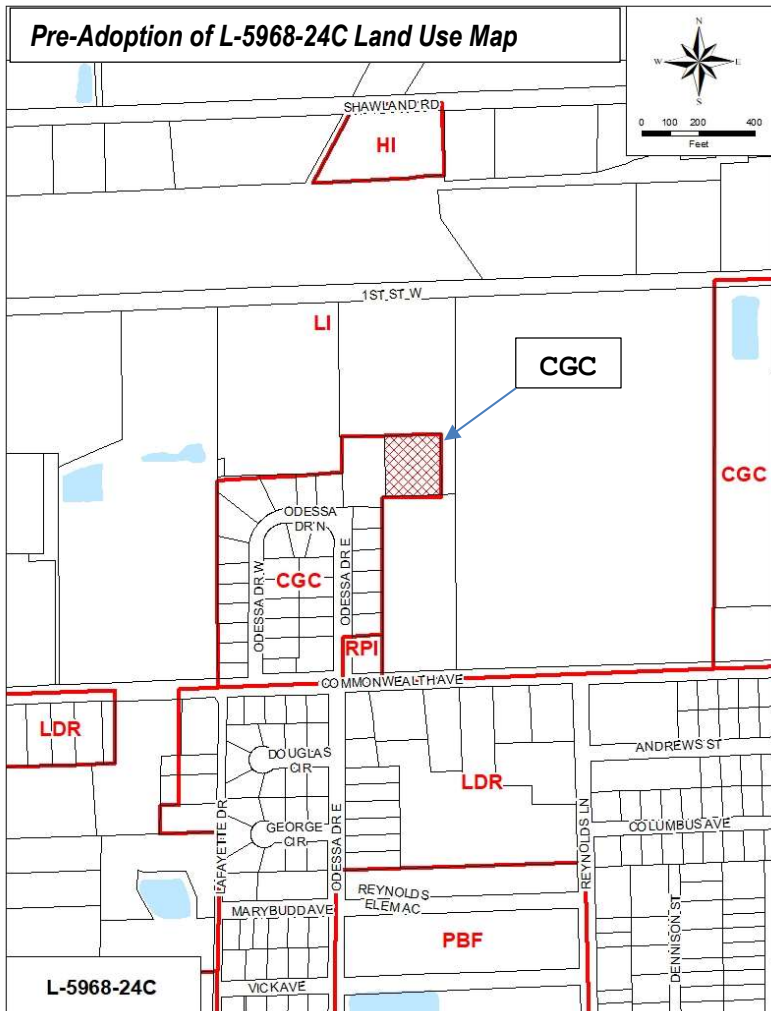 Pre-Adoption of L-5968-24C Land Use Map
N
W E
S
0 100 200 400
Feet
SHAWLAND RD
HI
1ST ST W
LI
CGC
CGC
ODESSA
DR N
ODESSA DR W
CGC
ODESSA DR E
RPI
COMMONWEALTH AVE
LDR
DOUGLAS
CIR
LDR
ANDREWS ST
LAFAYETTE DR
GEORGE
CIR
ODESSA DR E
REYNOLDS LN
COLUMBUS AVE
REYNOLDS
ELEMAC
MARYBUDD AVE
PBF
DENNISON ST
L-5968-24C
VICK AVE